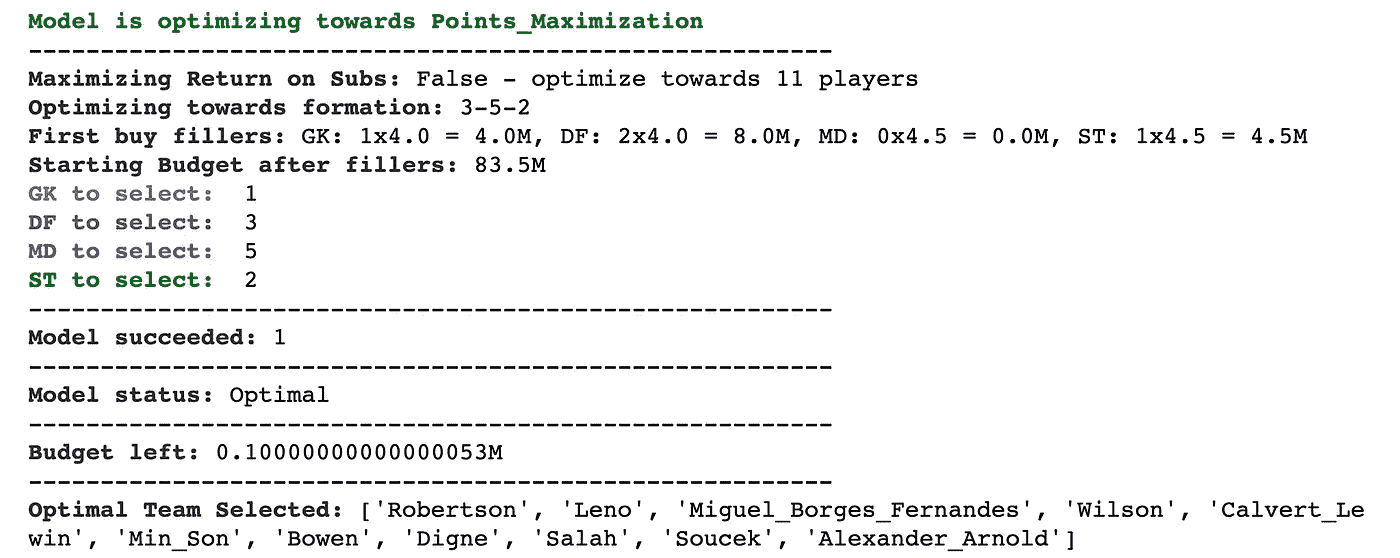 Model is optimizing towards Points_Maximization
--------------------------------------------------------
Maximizing Return on Subs: False - optimize towards 11 players
Optimizing towards formation: 3-5-2
First buy fillers: GK: 1x4.0 = 4.0M, DF: 2x4.0 = 8.0M, MD: 0x4.5 = 0.0M, ST: 1x4.5 = 4.5M
Starting Budget after fillers: 83.5M
GK to select:  1
DF to select:  3
MD to select:  5
ST to select:  2
--------------------------------------------------------
Model succeeded: 1
--------------------------------------------------------
Model status: Optimal
--------------------------------------------------------
Budget left: 0.10000000000000053M
--------------------------------------------------------
Optimal Team Selected: ['Robertson', 'Leno', 'Miguel_Borges_Fernandes', 'Wilson', 'Calvert_Le
win', 'Min_Son', 'Bowen', 'Digne', 'Salah', 'Soucek', 'Alexander_Arnold']